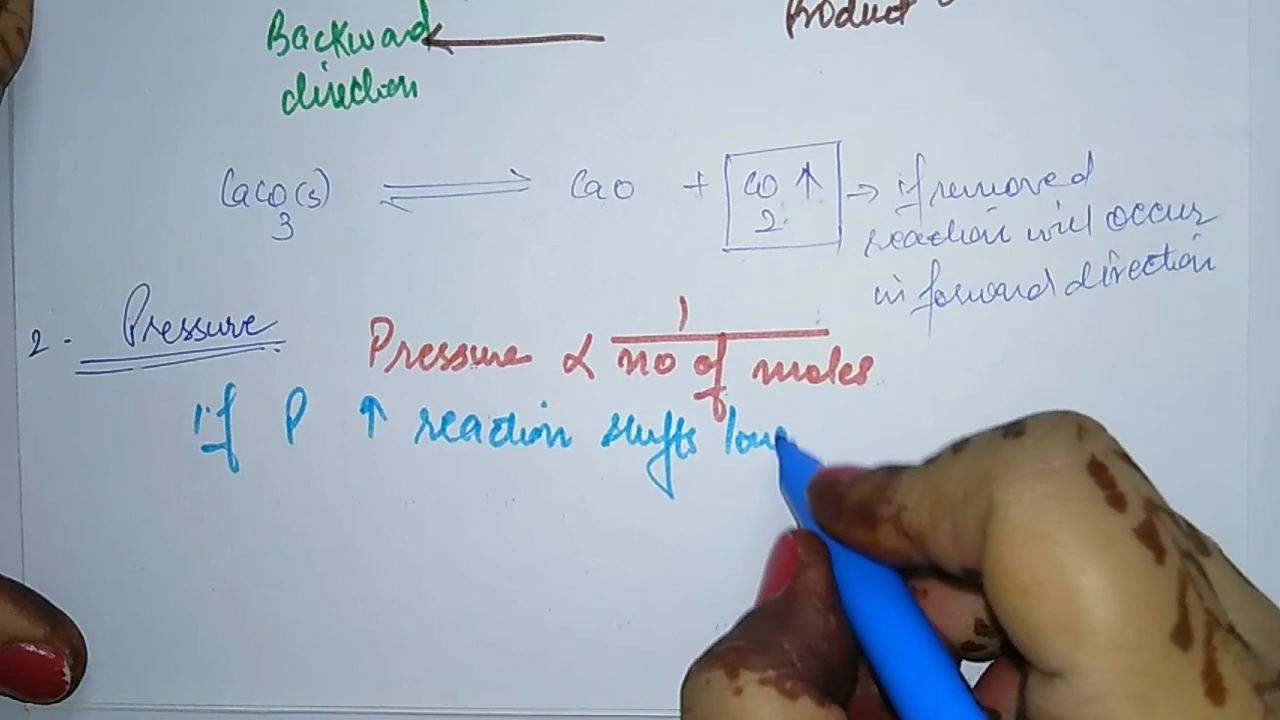 Product
Backward
direction
CaCO3(s) ⇌ CaO + CO2 ↑ → if removed
reaction will occur
in forward direction
2. Pressure
Pressure ∝ 1 / no of moles
if P ↑ reaction shifts low